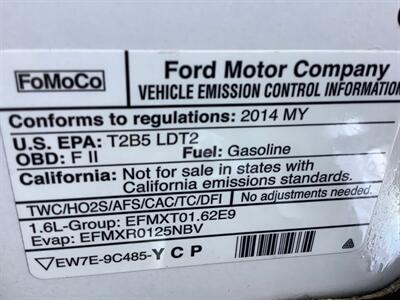 FoMoCo
Ford Motor Company
VEHICLE EMISSION CONTROL INFORMATION
Conforms to regulations: 2014 MY
U.S. EPA: T2B5 LDT2
OBD: F II Fuel: Gasoline
California: Not for sale in states with
California emissions standards.
TWC/HO2S/AFS/CAC/TC/DFI No adjustments needed.
1.6L-Group: EFMXT01.62E9
Evap: EFMXR0125NBV
EW7E-9C485-Y C P